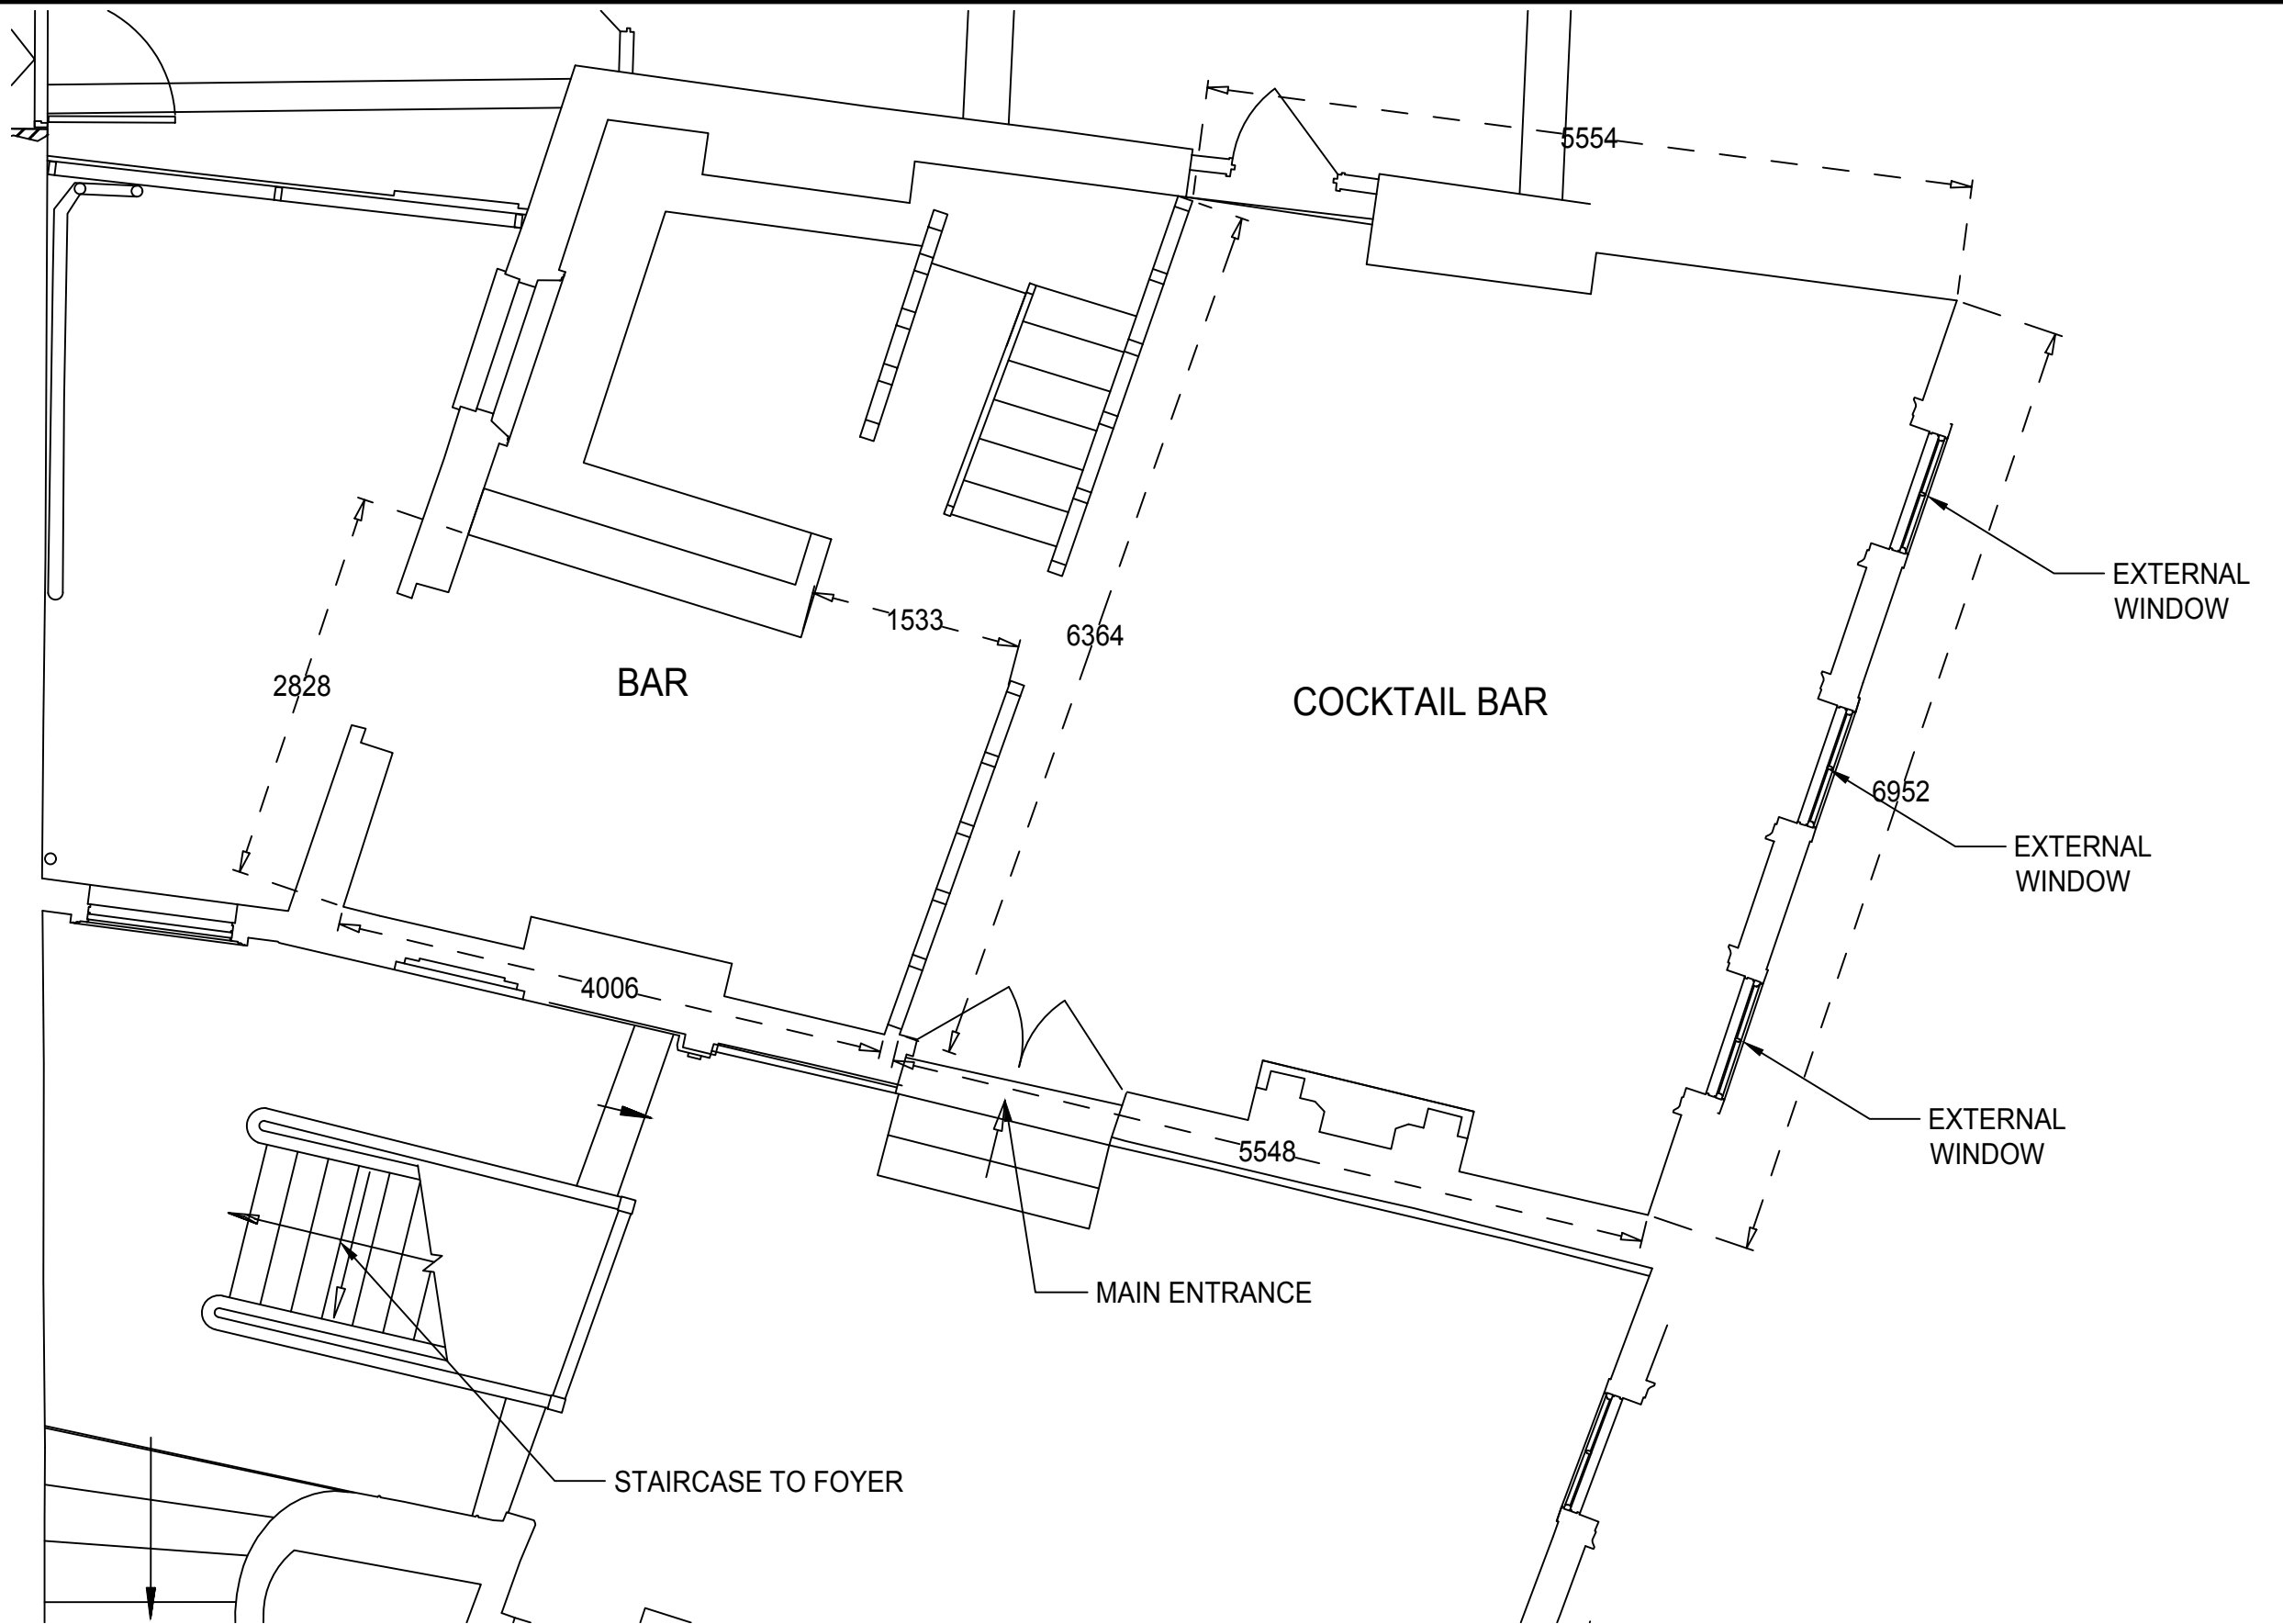 5554
EXTERNAL
WINDOW
1533
6364
2828
BAR
COCKTAIL BAR
6952
EXTERNAL
WINDOW
4006
EXTERNAL
WINDOW
5548
MAIN ENTRANCE
STAIRCASE TO FOYER